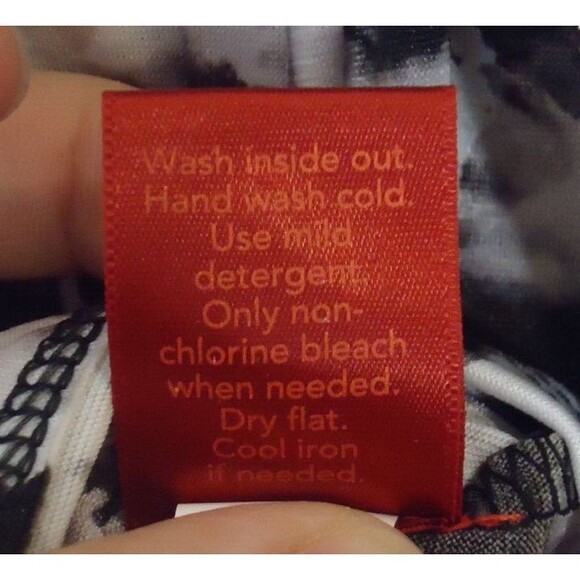 Wash inside out.
Hand wash cold.
Use mild
detergent.
Only non-
chlorine bleach
when needed.
Dry flat.
Cool iron
if needed.